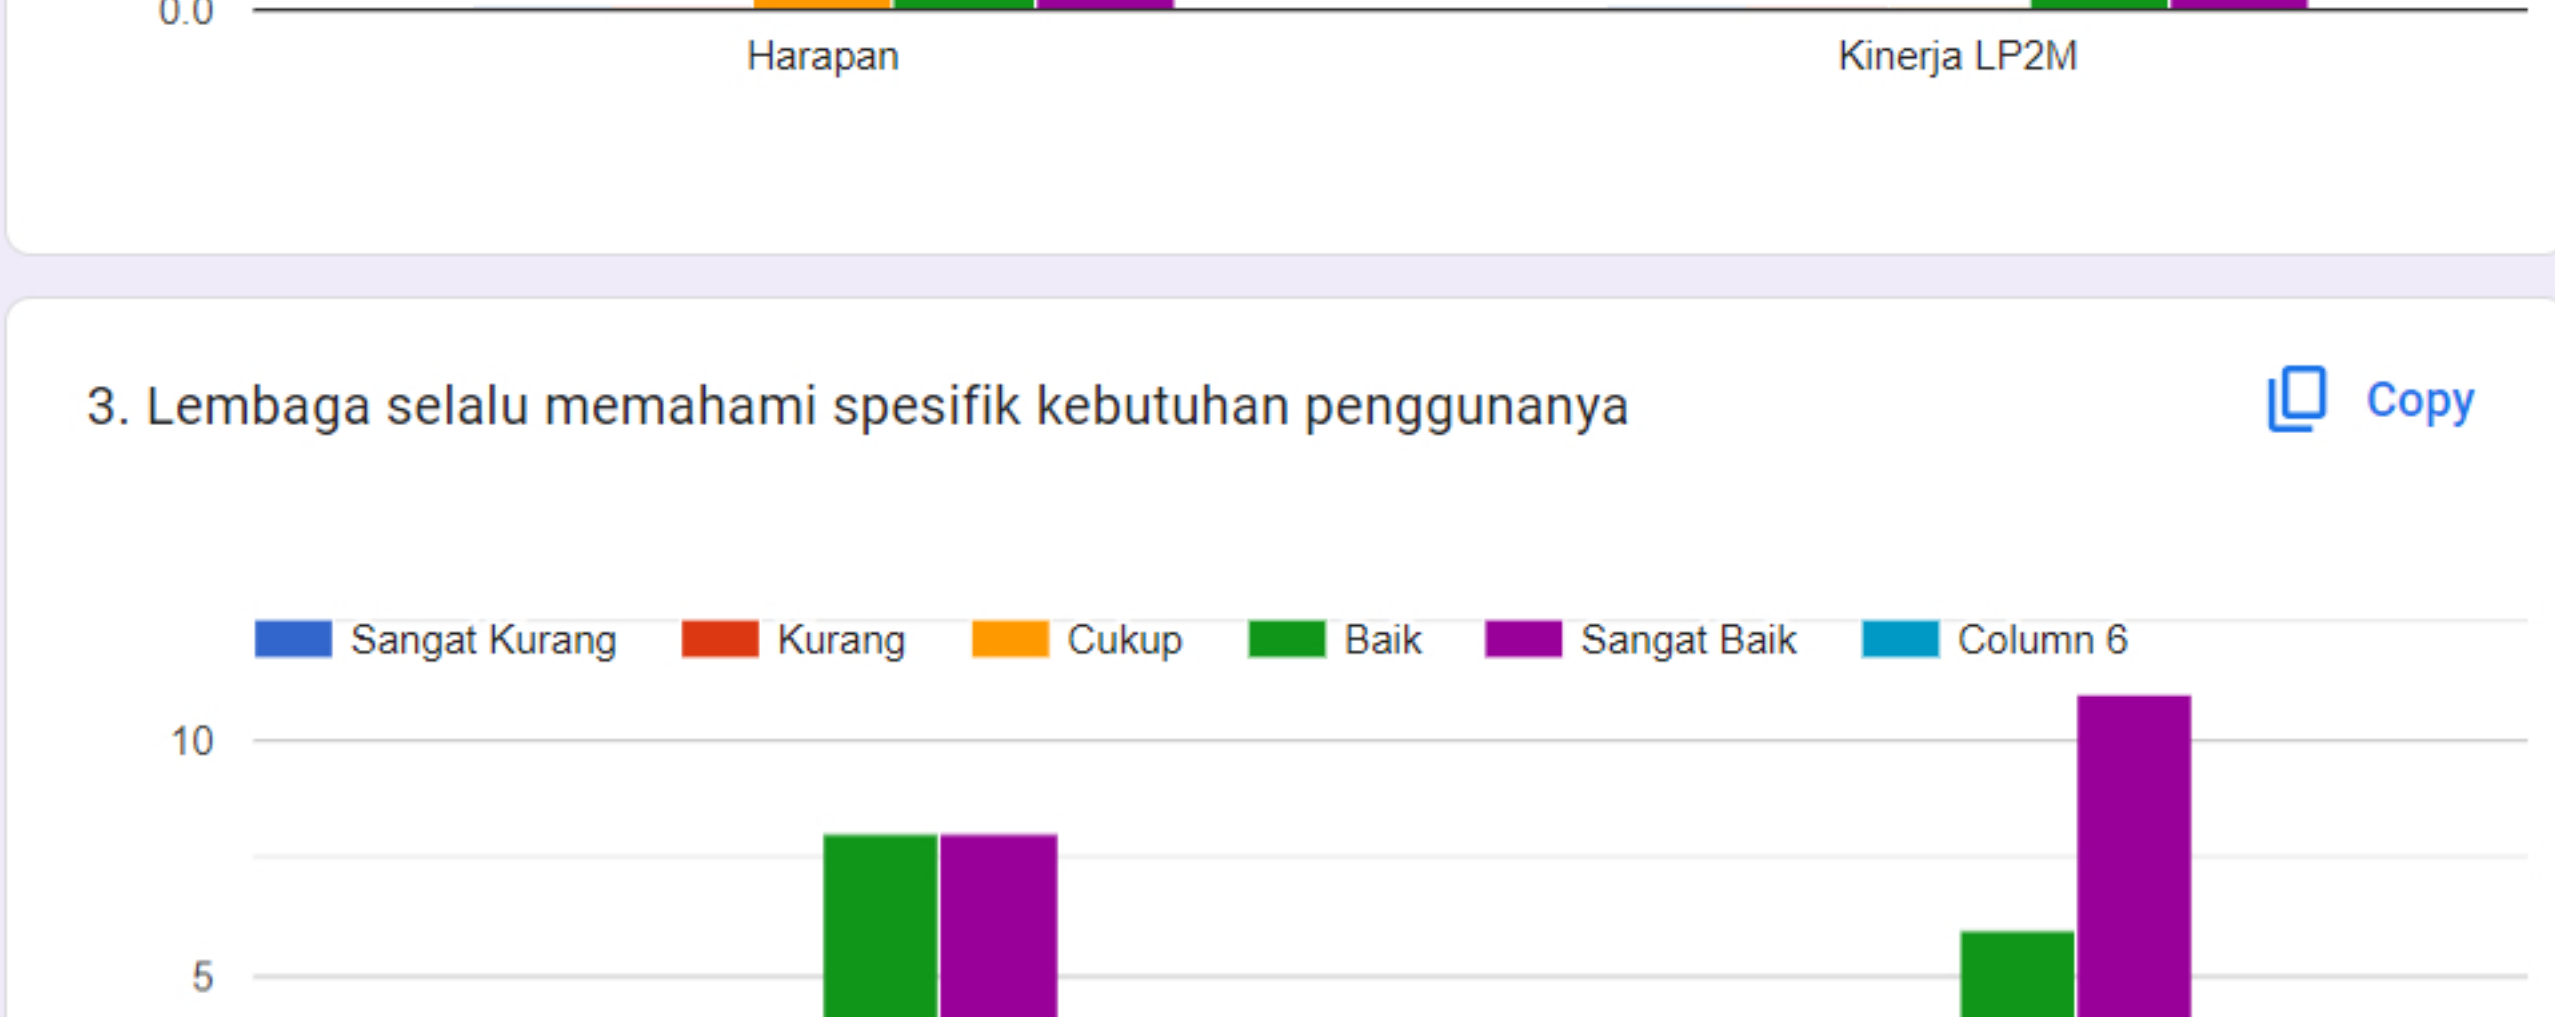 0.0
Harapan Kinerja LP2M
3. Lembaga selalu memahami spesifik kebutuhan penggunanya
Copy
Sangat Kurang Kurang Cukup Baik Sangat Baik Column 6
10
5